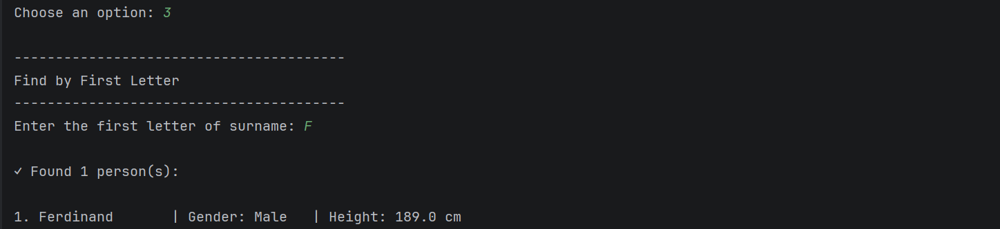 Choose an option: 3
----------------------------------------
Find by First Letter
----------------------------------------
Enter the first letter of surname: F
✓ Found 1 person(s):
1. Ferdinand       | Gender: Male   | Height: 189.0 cm